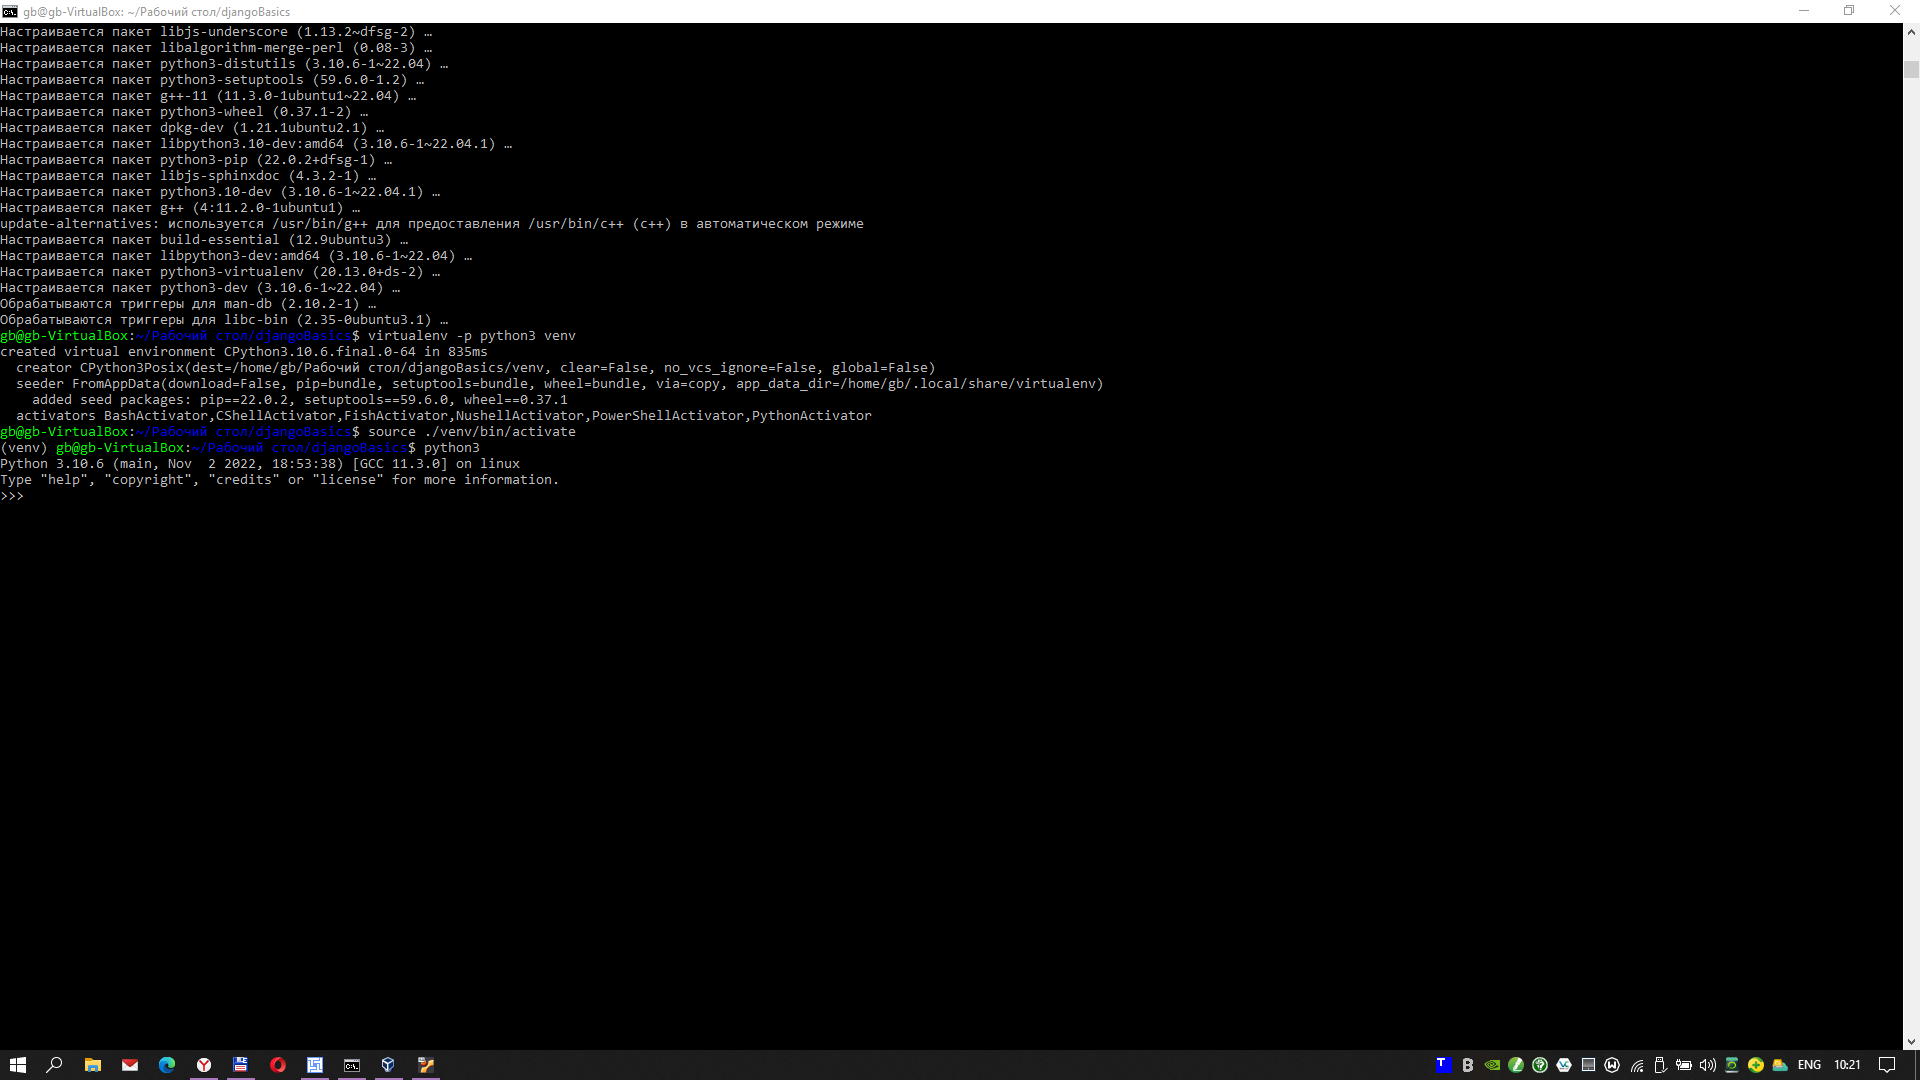 gb@gb-VirtualBox: ~/Рабочий стол/djangoBasics
Настраивается пакет libjs-underscore (1.13.2~dfsg-2) …
Настраивается пакет libalgorithm-merge-perl (0.08-3) …
Настраивается пакет python3-distutils (3.10.6-1~22.04) …
Настраивается пакет python3-setuptools (59.6.0-1.2) …
Настраивается пакет g++-11 (11.3.0-1ubuntu1~22.04) …
Настраивается пакет python3-wheel (0.37.1-2) …
Настраивается пакет dpkg-dev (1.21.1ubuntu2.1) …
Настраивается пакет libpython3.10-dev:amd64 (3.10.6-1~22.04.1) …
Настраивается пакет python3-pip (22.0.2+dfsg-1) …
Настраивается пакет libjs-sphinxdoc (4.3.2-1) …
Настраивается пакет python3.10-dev (3.10.6-1~22.04.1) …
Настраивается пакет g++ (4:11.2.0-1ubuntu1) …
update-alternatives: используется /usr/bin/g++ для предоставления /usr/bin/c++ (c++) в автоматическом режиме
Настраивается пакет build-essential (12.9ubuntu3) …
Настраивается пакет libpython3-dev:amd64 (3.10.6-1~22.04) …
Настраивается пакет python3-virtualenv (20.13.0+ds-2) …
Настраивается пакет python3-dev (3.10.6-1~22.04) …
Обрабатываются триггеры для man-db (2.10.2-1) …
Обрабатываются триггеры для libc-bin (2.35-0ubuntu3.1) …
gb@gb-VirtualBox:~/Рабочий стол/djangoBasics$ virtualenv -p python3 venv
created virtual environment CPython3.10.6.final.0-64 in 835ms
  creator CPython3Posix(dest=/home/gb/Рабочий стол/djangoBasics/venv, clear=False, no_vcs_ignore=False, global=False)
  seeder FromAppData(download=False, pip=bundle, setuptools=bundle, wheel=bundle, via=copy, app_data_dir=/home/gb/.local/share/virtualenv)
    added seed packages: pip==22.0.2, setuptools==59.6.0, wheel==0.37.1
  activators BashActivator,CShellActivator,FishActivator,NushellActivator,PowerShellActivator,PythonActivator
gb@gb-VirtualBox:~/Рабочий стол/djangoBasics$ source ./venv/bin/activate
(venv) gb@gb-VirtualBox:~/Рабочий стол/djangoBasics$ python3
Python 3.10.6 (main, Nov  2 2022, 18:53:38) [GCC 11.3.0] on linux
Type "help", "copyright", "credits" or "license" for more information.
>>>
ENG 10:21